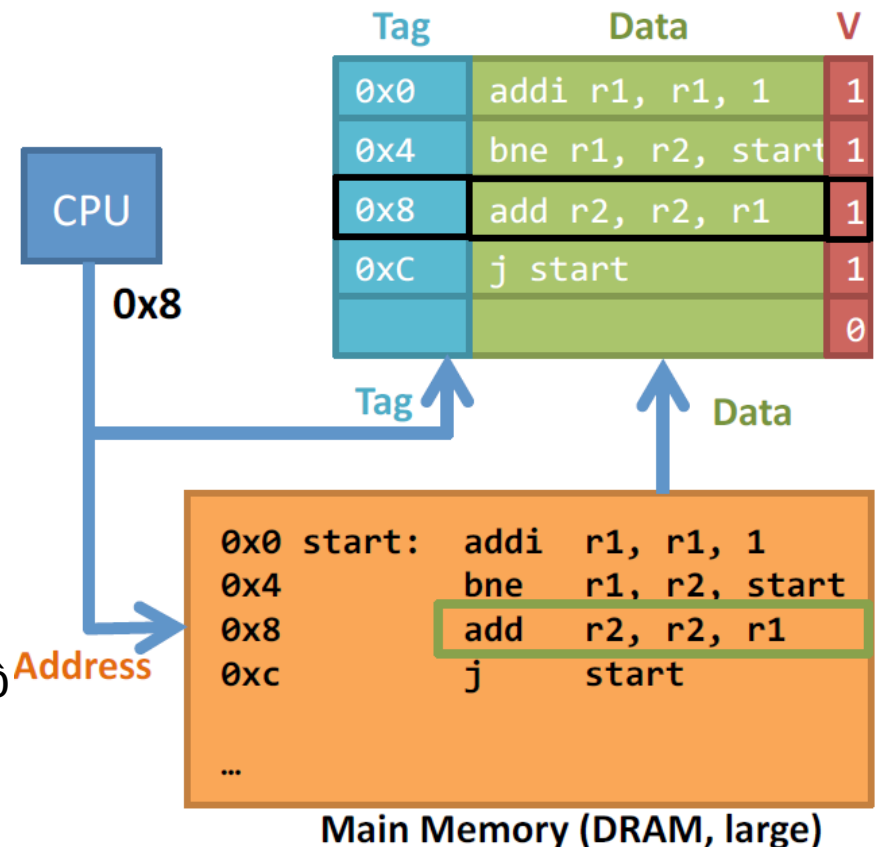 Tag Data V
0x0 addi r1, r1, 1 1
0x4 bne r1, r2, start 1
0x8 add r2, r2, r1 1
0xC j start 1
0
CPU
0x8
Tag
Data
0x0 start: addi r1, r1, 1
0x4 bne r1, r2, start
0x8 add r2, r2, r1
0xc j start
…
ô Address
Main Memory (DRAM, large)